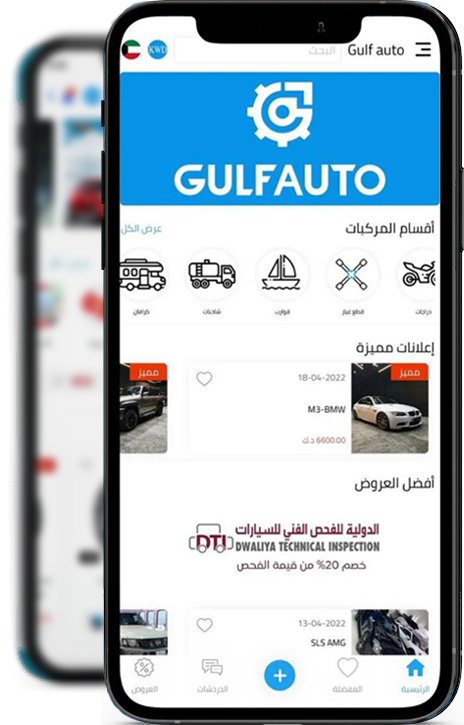 KWD
البحث
Gulf auto
GULFAUTO
أقسام المركبات
عرض الكل
دراجات
قطع غيار
قوارب
شاحنات
كرافان
إعلانات مميزة
مميز
18-04-2022
M3-BMW
6600.00 د.ك
مميز
أفضل العروض
الدولية للفحص الفني للسيارات
DTI DWALIYA TECHNICAL INSPECTION
خصم 20% من قيمة الفحص
13-04-2022
SLS AMG
الرئيسية
المفضلة
الدردشات
العروض